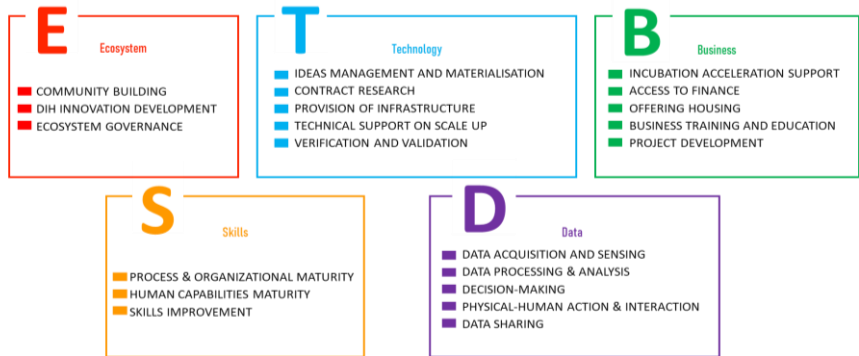 E
Ecosystem
COMMUNITY BUILDING
DIH INNOVATION DEVELOPMENT
ECOSYSTEM GOVERNANCE
T
Technology
IDEAS MANAGEMENT AND MATERIALISATION
CONTRACT RESEARCH
PROVISION OF INFRASTRUCTURE
TECHNICAL SUPPORT ON SCALE UP
VERIFICATION AND VALIDATION
B
Business
INCUBATION ACCELERATION SUPPORT
ACCESS TO FINANCE
OFFERING HOUSING
BUSINESS TRAINING AND EDUCATION
PROJECT DEVELOPMENT
S
Skills
PROCESS & ORGANIZATIONAL MATURITY
HUMAN CAPABILITIES MATURITY
SKILLS IMPROVEMENT
D
Data
DATA ACQUISITION AND SENSING
DATA PROCESSING & ANALYSIS
DECISION-MAKING
PHYSICAL-HUMAN ACTION & INTERACTION
DATA SHARING